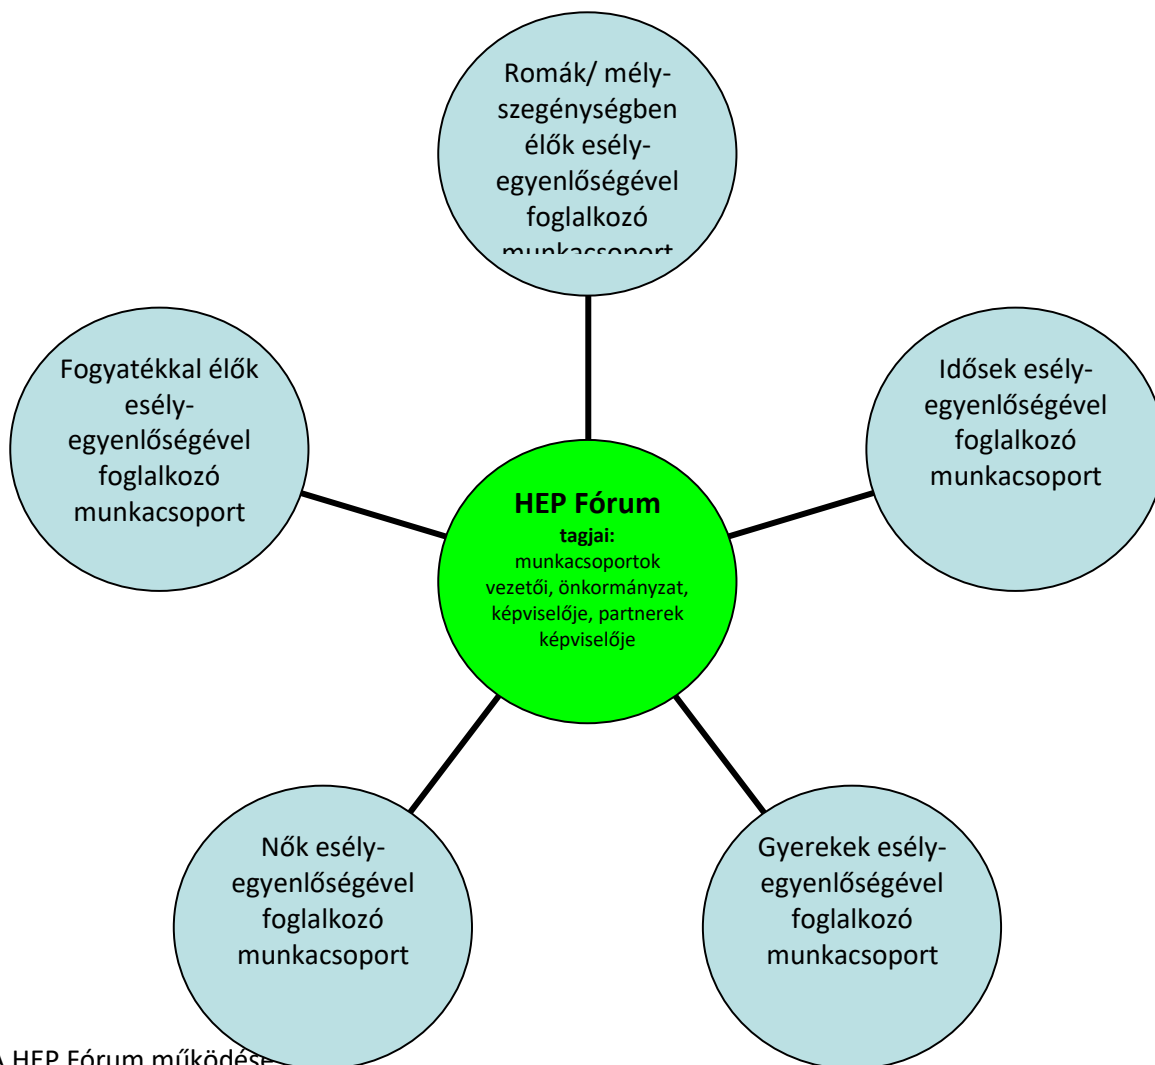 Romák/ mély-
szegénységben
élők esély-
egyenlőségével
foglalkozó
munkacsoport
Fogyatékkal élők
esély-
egyenlőségével
foglalkozó
munkacsoport
Idősek esély-
egyenlőségével
foglalkozó
munkacsoport
HEP Fórum
tagjai:
munkacsoportok
vezetői, önkormányzat,
képviselője, partnerek
képviselője
Nők esély-
egyenlőségével
foglalkozó
munkacsoport
Gyerekek esély-
egyenlőségével
foglalkozó
munkacsoport
A HEP Fórum működése